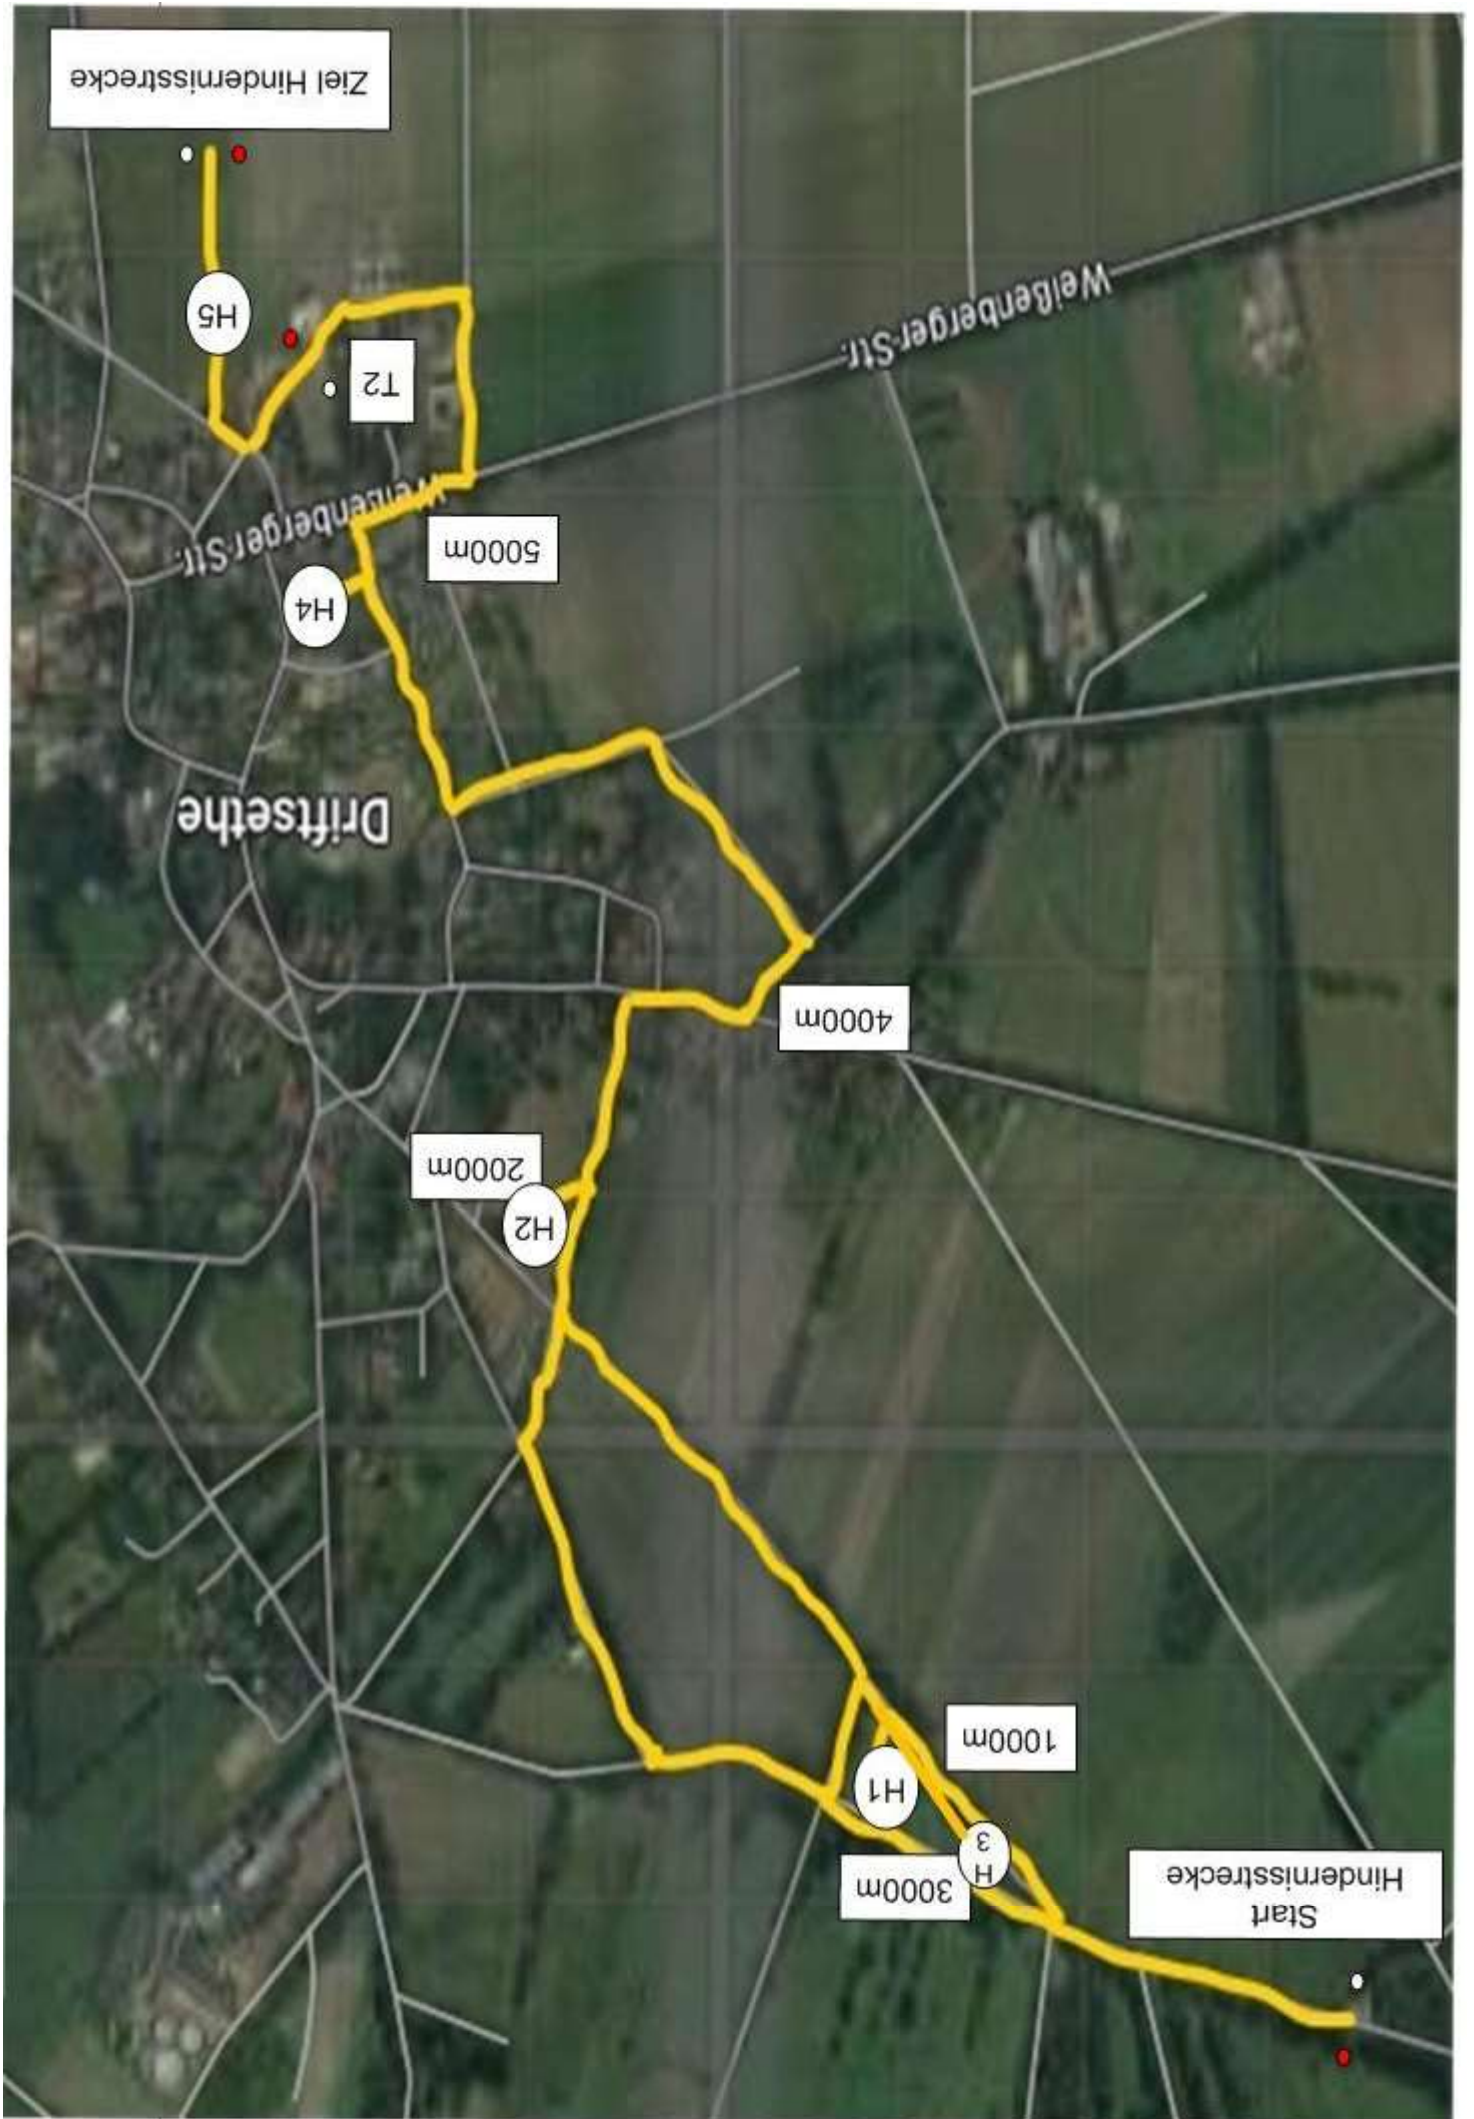 Start
Hindernisstrecke
3000m
H
3
H1
1000m
H2
2000m
4000m
Driftsethe
H4
5000m
Weißenberger-Str.
Weißenberger-Str.
T2
H5
Ziel Hindernisstrecke